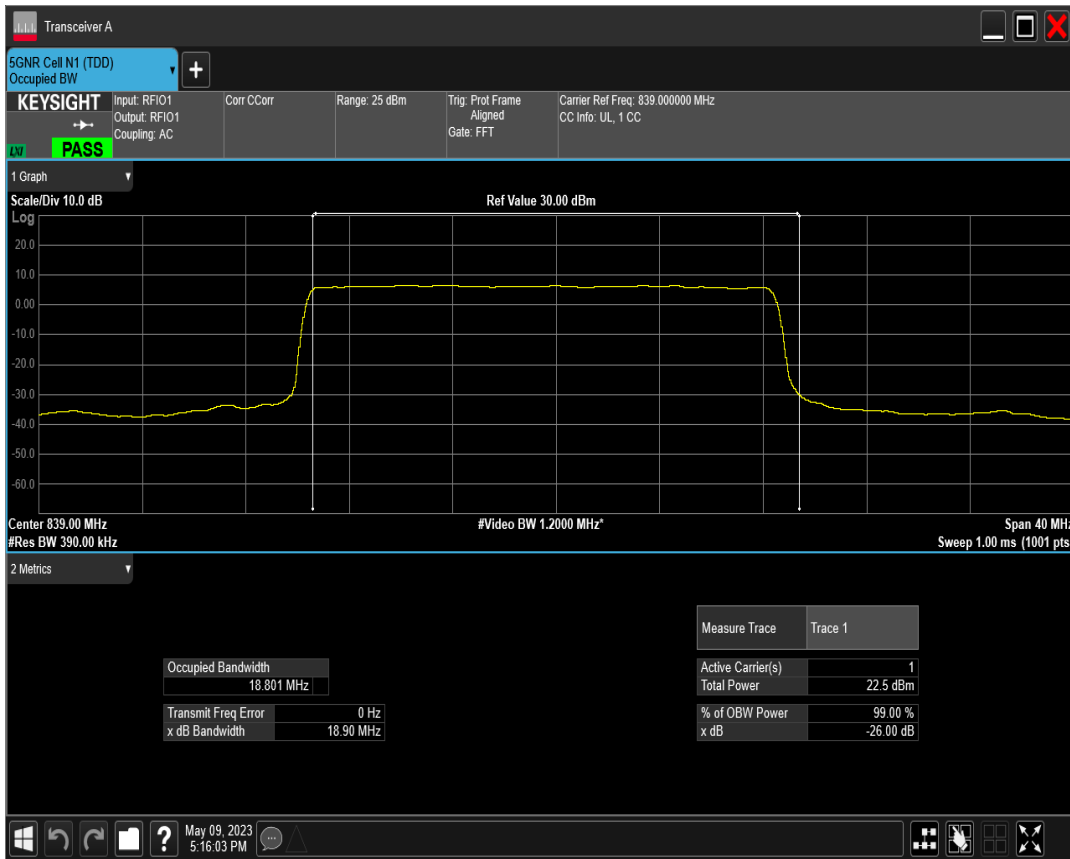 Transceiver A
5GNR Cell N1 (TDD)
Occupied BW
+
KEYSIGHT
LXI
PASS
Input: RFIO1
Output: RFIO1
Coupling: AC
Corr CCorr
Range: 25 dBm
Trig: Prot Frame
Aligned
Gate: FFT
Carrier Ref Freq: 839.000000 MHz
CC Info: UL, 1 CC
1 Graph
Scale/Div 10.0 dB
Ref Value 30.00 dBm
Log
20.0
10.0
0.00
-10.0
-20.0
-30.0
-40.0
-50.0
-60.0
Center 839.00 MHz
#Video BW 1.2000 MHz*
Span 40 MHz
#Res BW 390.00 kHz
Sweep 1.00 ms (1001 pts
2 Metrics
Measure Trace Trace 1
Occupied Bandwidth
18.801 MHz
Active Carrier(s) 1
Total Power 22.5 dBm
Transmit Freq Error 0 Hz
x dB Bandwidth 18.90 MHz
% of OBW Power 99.00 %
x dB -26.00 dB
?
May 09, 2023
5:16:03 PM